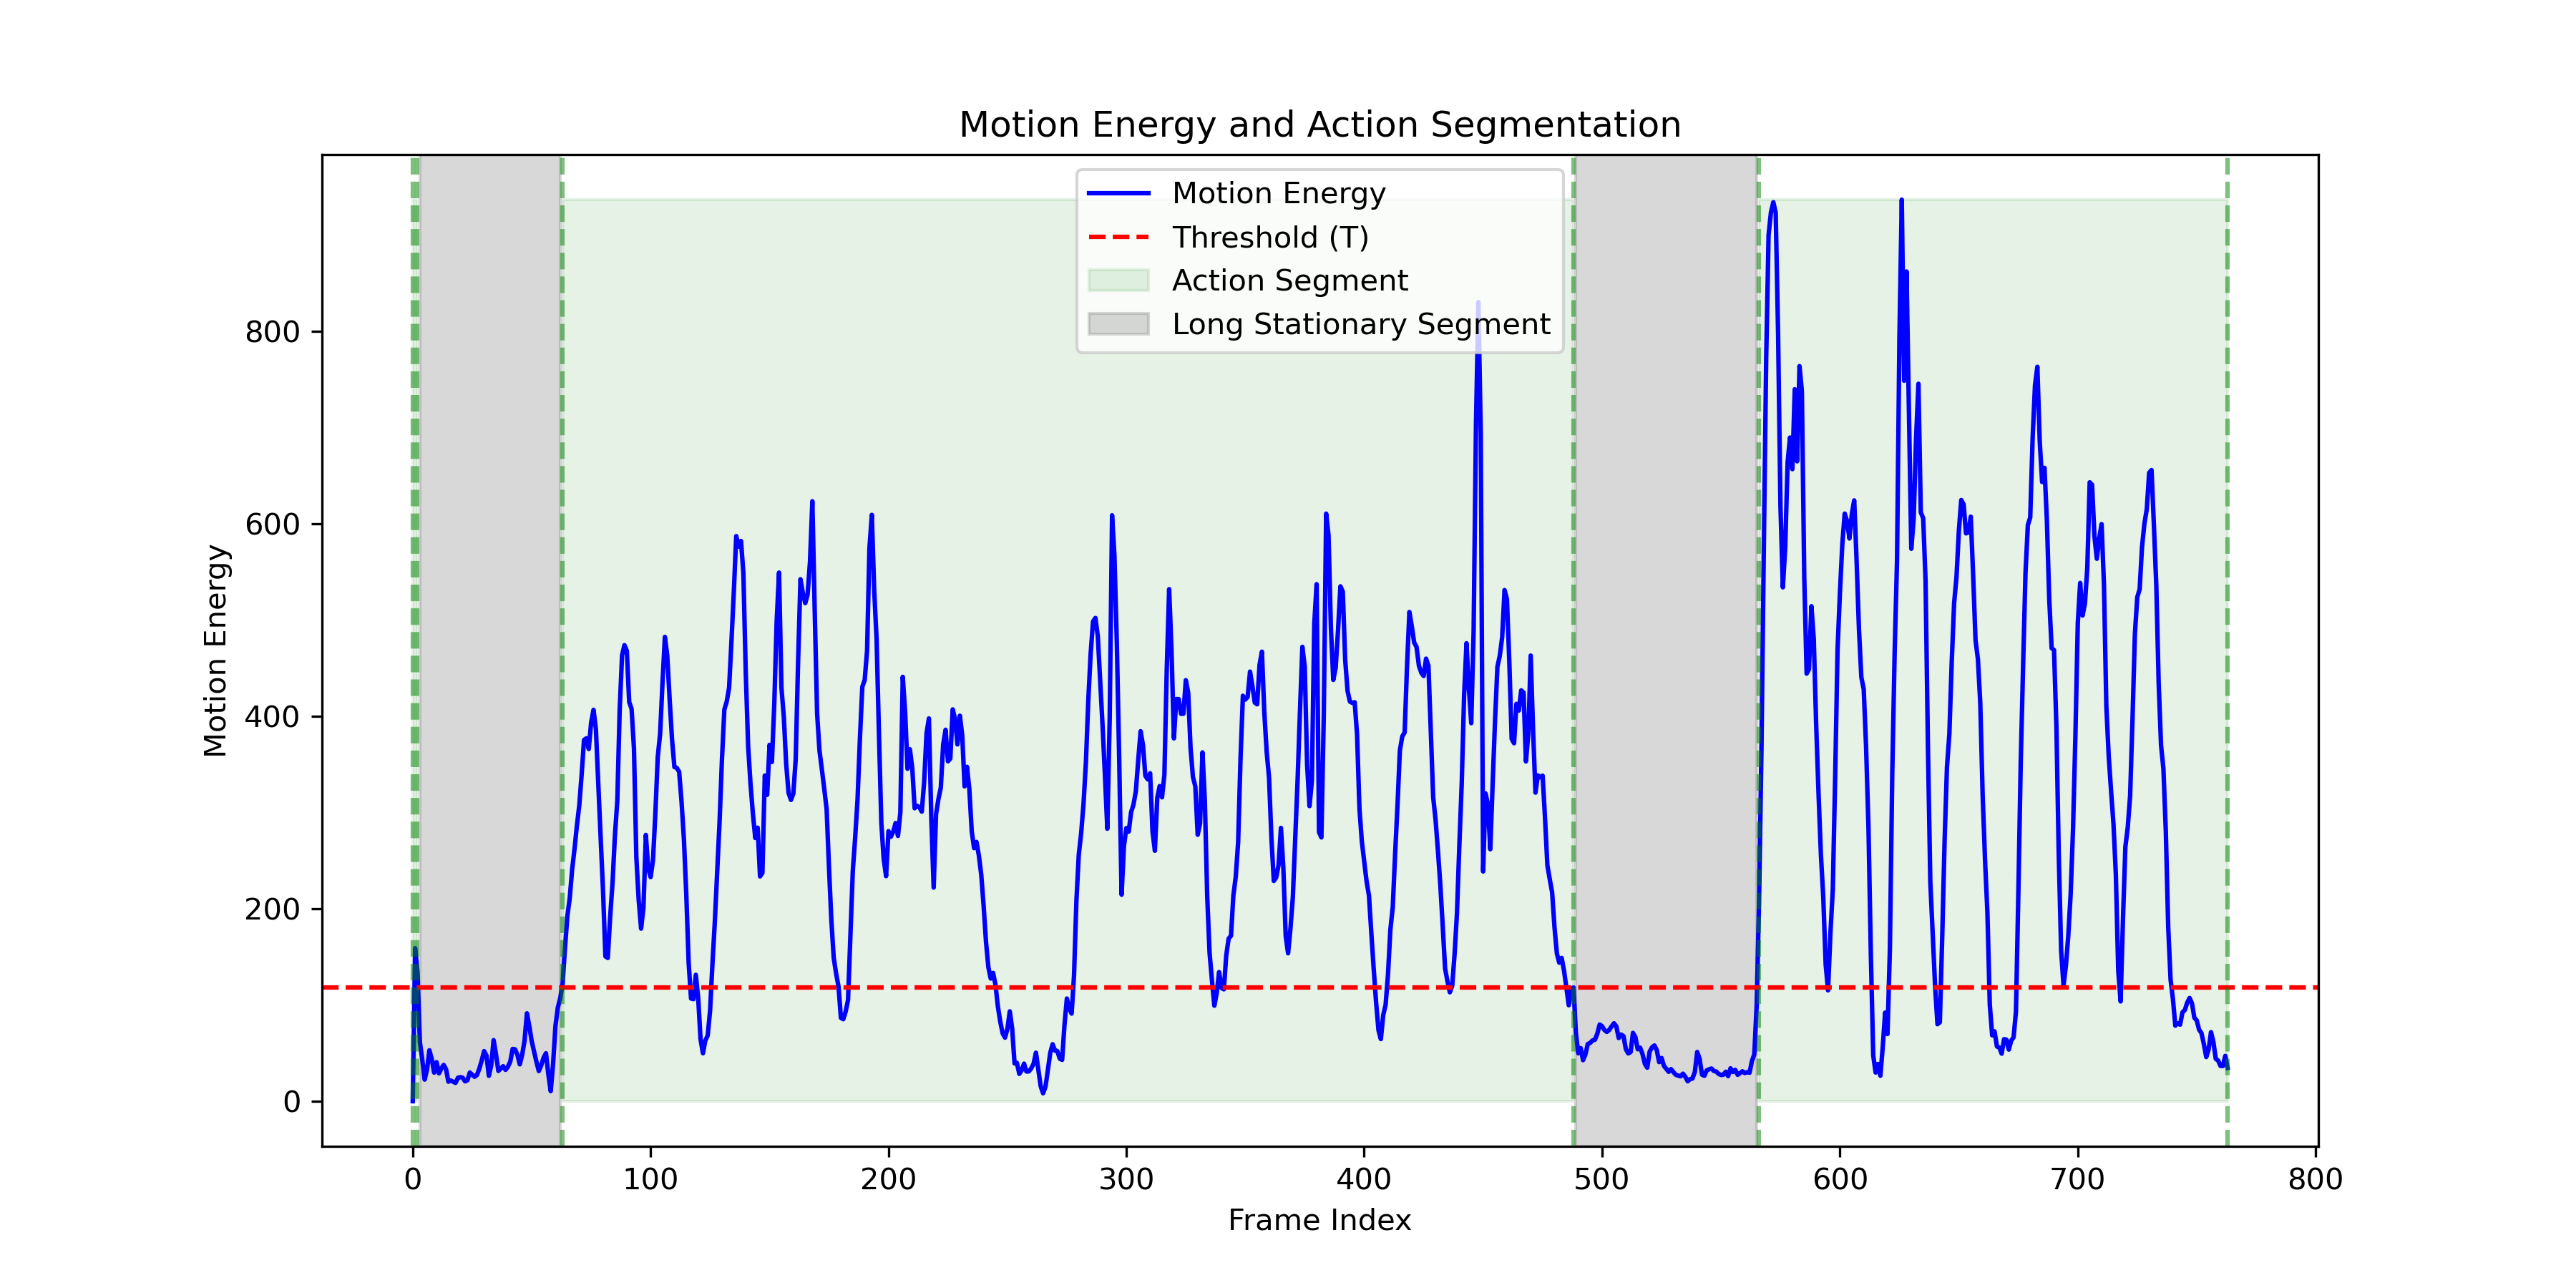 Motion Energy and Action Segmentation
Motion Energy
Threshold (T)
Action Segment
Long Stationary Segment
Motion Energy
800
600
400
200
0
0 100 200 300 400 500 600 700 800
Frame Index